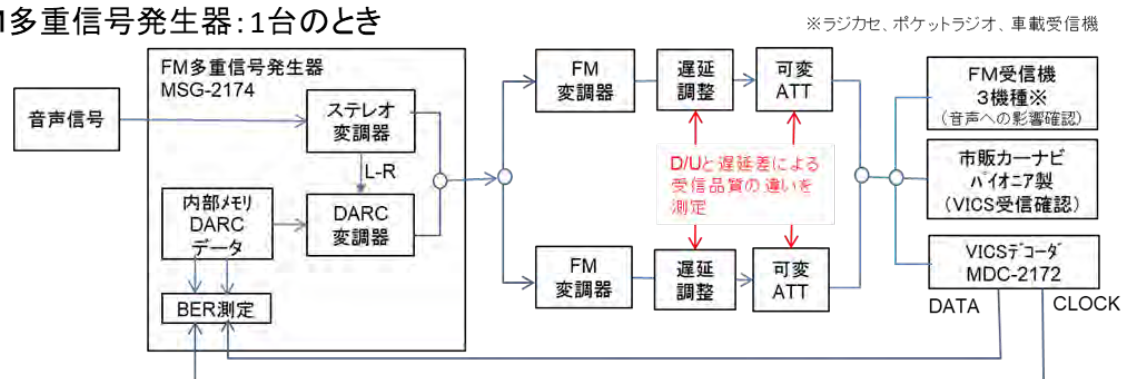 M多重信号発生器:1台のとき
※ラジカセ、ポケットラジオ、車載受信機
FM多重信号発生器
MSG-2174
音声信号
ステレオ
変調器
L-R
内部メモリ
DARC
データ
DARC
変調器
BER測定
FM
変調器
遅延
調整
可変
ATT
D/Uと遅延差による
受信品質の違いを
測定
FM
変調器
遅延
調整
可変
ATT
FM受信機
3機種※
(音声への影響確認)
市販カーナビ
パイオニア製
(VICS受信確認)
VICSデコーダ
MDC-2172
DATA
CLOCK